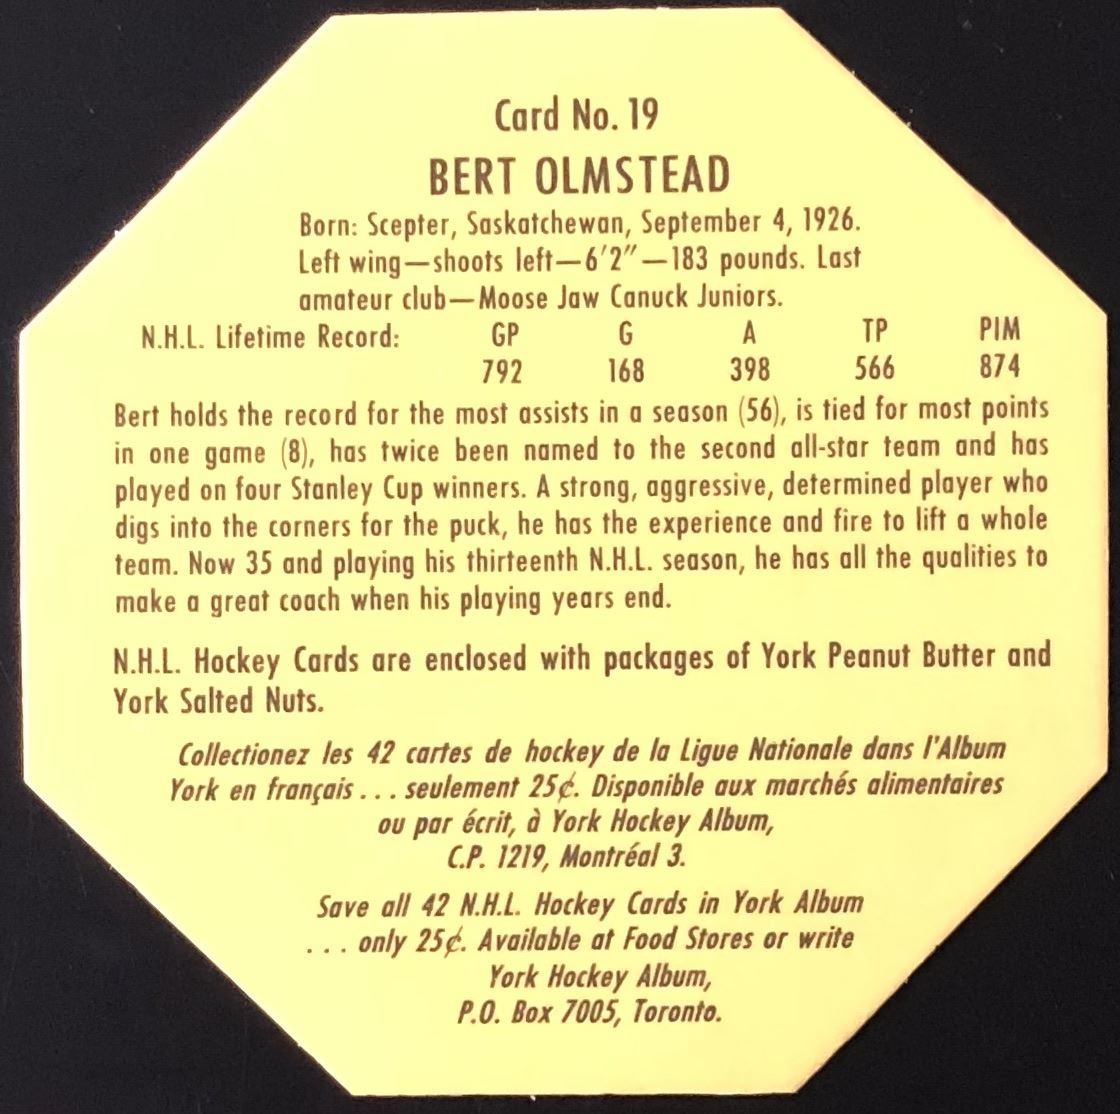 Card No. 19
BERT OLMSTEAD
Born: Scepter, Saskatchewan, September 4, 1926.
Left wing—shoots left—6'2"—183 pounds. Last
amateur club—Moose Jaw Canuck Juniors.
N.H.L. Lifetime Record: GP G A TP PIM
792 168 398 566 874
Bert holds the record for the most assists in a season (56), is tied for most points
in one game (8), has twice been named to the second all-star team and has
played on four Stanley Cup winners. A strong, aggressive, determined player who
digs into the corners for the puck, he has the experience and fire to lift a whole
team. Now 35 and playing his thirteenth N.H.L. season, he has all the qualities to
make a great coach when his playing years end.
N.H.L. Hockey Cards are enclosed with packages of York Peanut Butter and
York Salted Nuts.
Collectionez les 42 cartes de hockey de la Ligue Nationale dans l'Album
York en français . . . seulement 25¢. Disponible aux marchés alimentaires
ou par écrit, à York Hockey Album,
C.P. 1219, Montréal 3.
Save all 42 N.H.L. Hockey Cards in York Album
. . . only 25¢. Available at Food Stores or write
York Hockey Album,
P.O. Box 7005, Toronto.